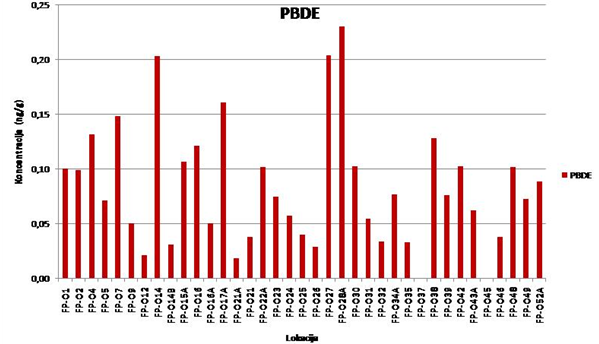 PBDE
0,25
0,20
0,15
0,10
0,05
0,00
Koncentracija (ng/g)
FP-O1
FP-O2
FP-O4
FP-O5
FP-O7
FP-O9
FP-O12
FP-O14
FP-O14B
FP-O15A
FP-O16
FP-O16A
FP-O17A
FP-O21A
FP-O21
FP-O22A
FP-O23
FP-O24
FP-O25
FP-O26
FP-O27
FP-O28A
FP-O30
FP-O31
FP-O32
FP-O34A
FP-O35
FP-O37
FP-O38
FP-O39
FP-O41
FP-O43A
FP-O45
FP-O46
FP-O48
FP-O49
FP-O52A
Lokacija
PBDE